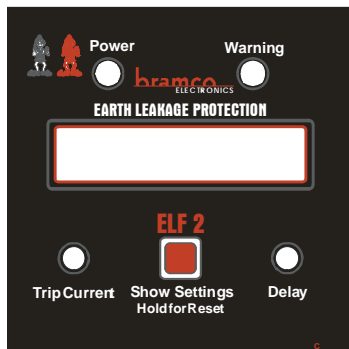 Power
Warning
bramco
ELECTRONICS
EARTH LEAKAGE PROTECTION
ELF 2
Trip Current
Show Settings
Delay
Hold for Reset
C